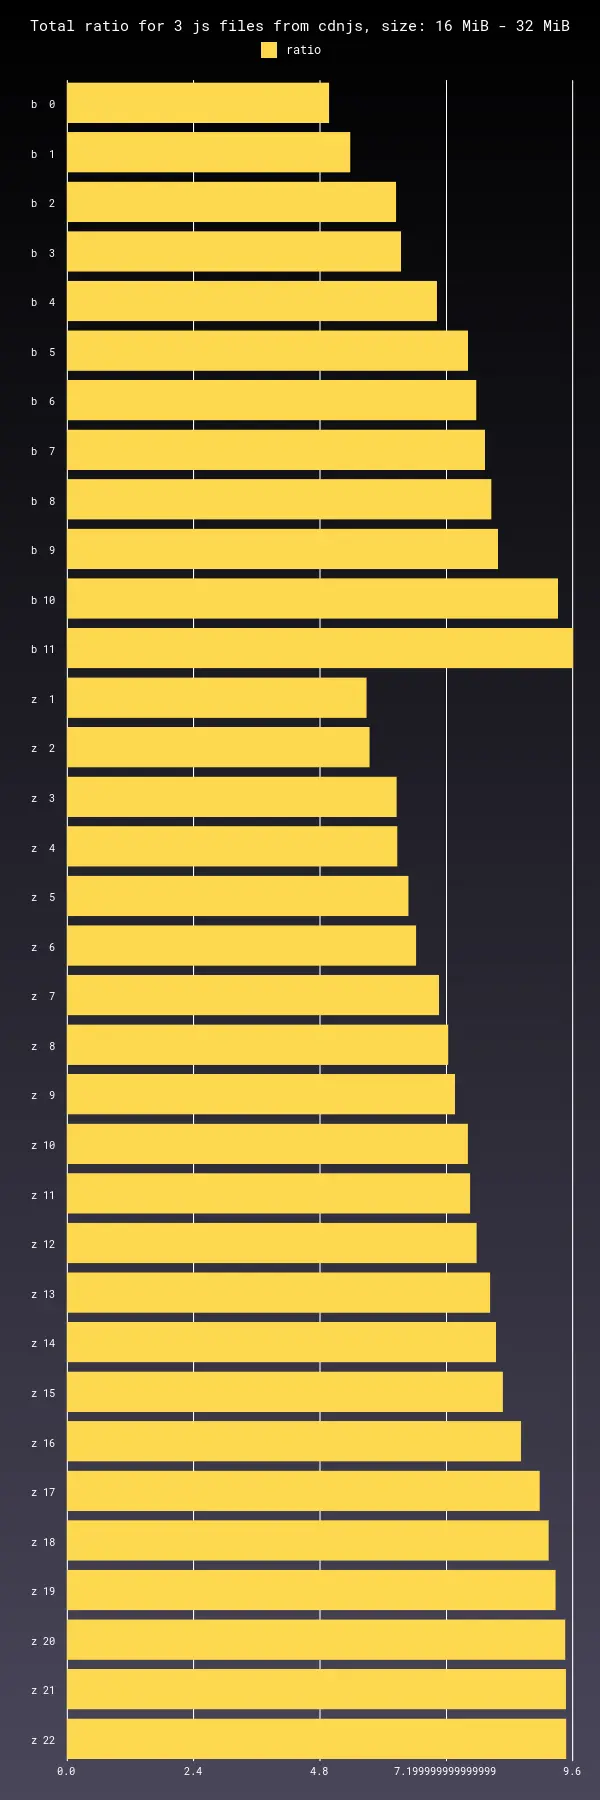 Total ratio for 3 js files from cdnjs, size: 16 MiB - 32 MiB
ratio
b 0
b 1
b 2
b 3
b 4
b 5
b 6
b 7
b 8
b 9
b 10
b 11
z 1
z 2
z 3
z 4
z 5
z 6
z 7
z 8
z 9
z 10
z 11
z 12
z 13
z 14
z 15
z 16
z 17
z 18
z 19
z 20
z 21
z 22
0.0 2.4 4.8 7.199999999999999 9.6